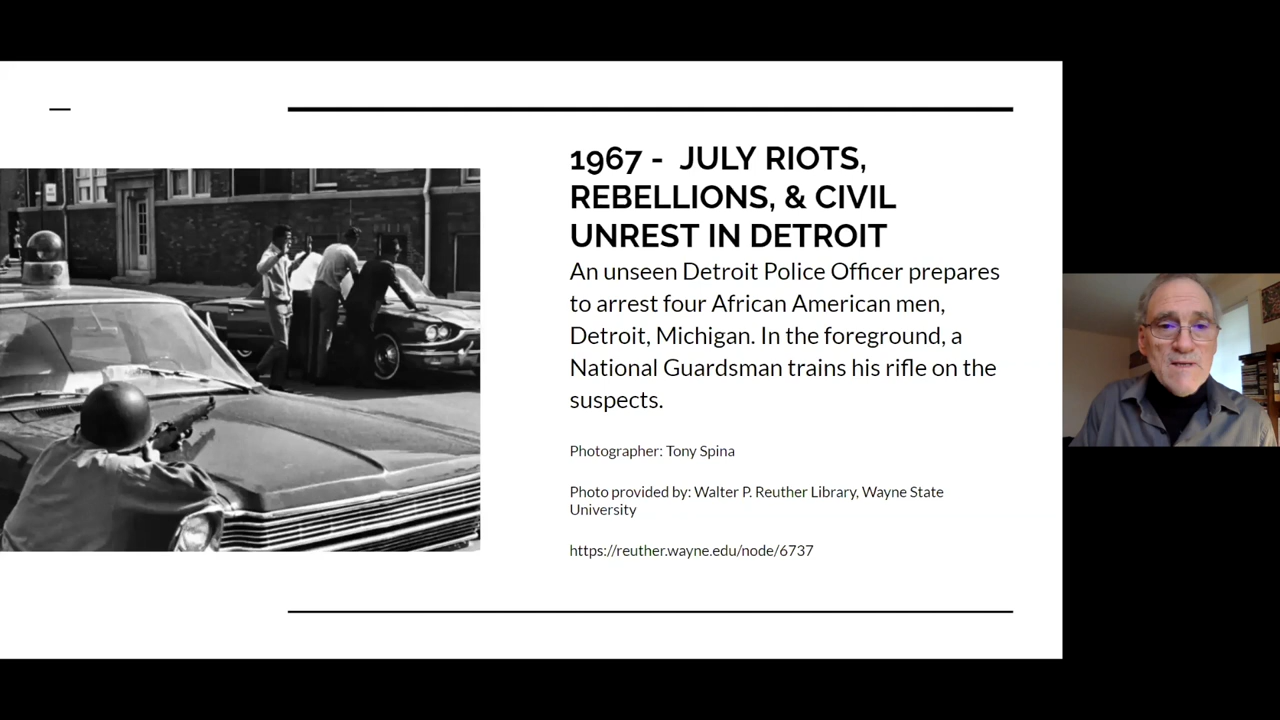 1967 -  JULY RIOTS,
REBELLIONS, & CIVIL
UNREST IN DETROIT
An unseen Detroit Police Officer prepares
to arrest four African American men,
Detroit, Michigan. In the foreground, a
National Guardsman trains his rifle on the
suspects.
Photographer: Tony Spina
Photo provided by: Walter P. Reuther Library, Wayne State
University
https://reuther.wayne.edu/node/6737